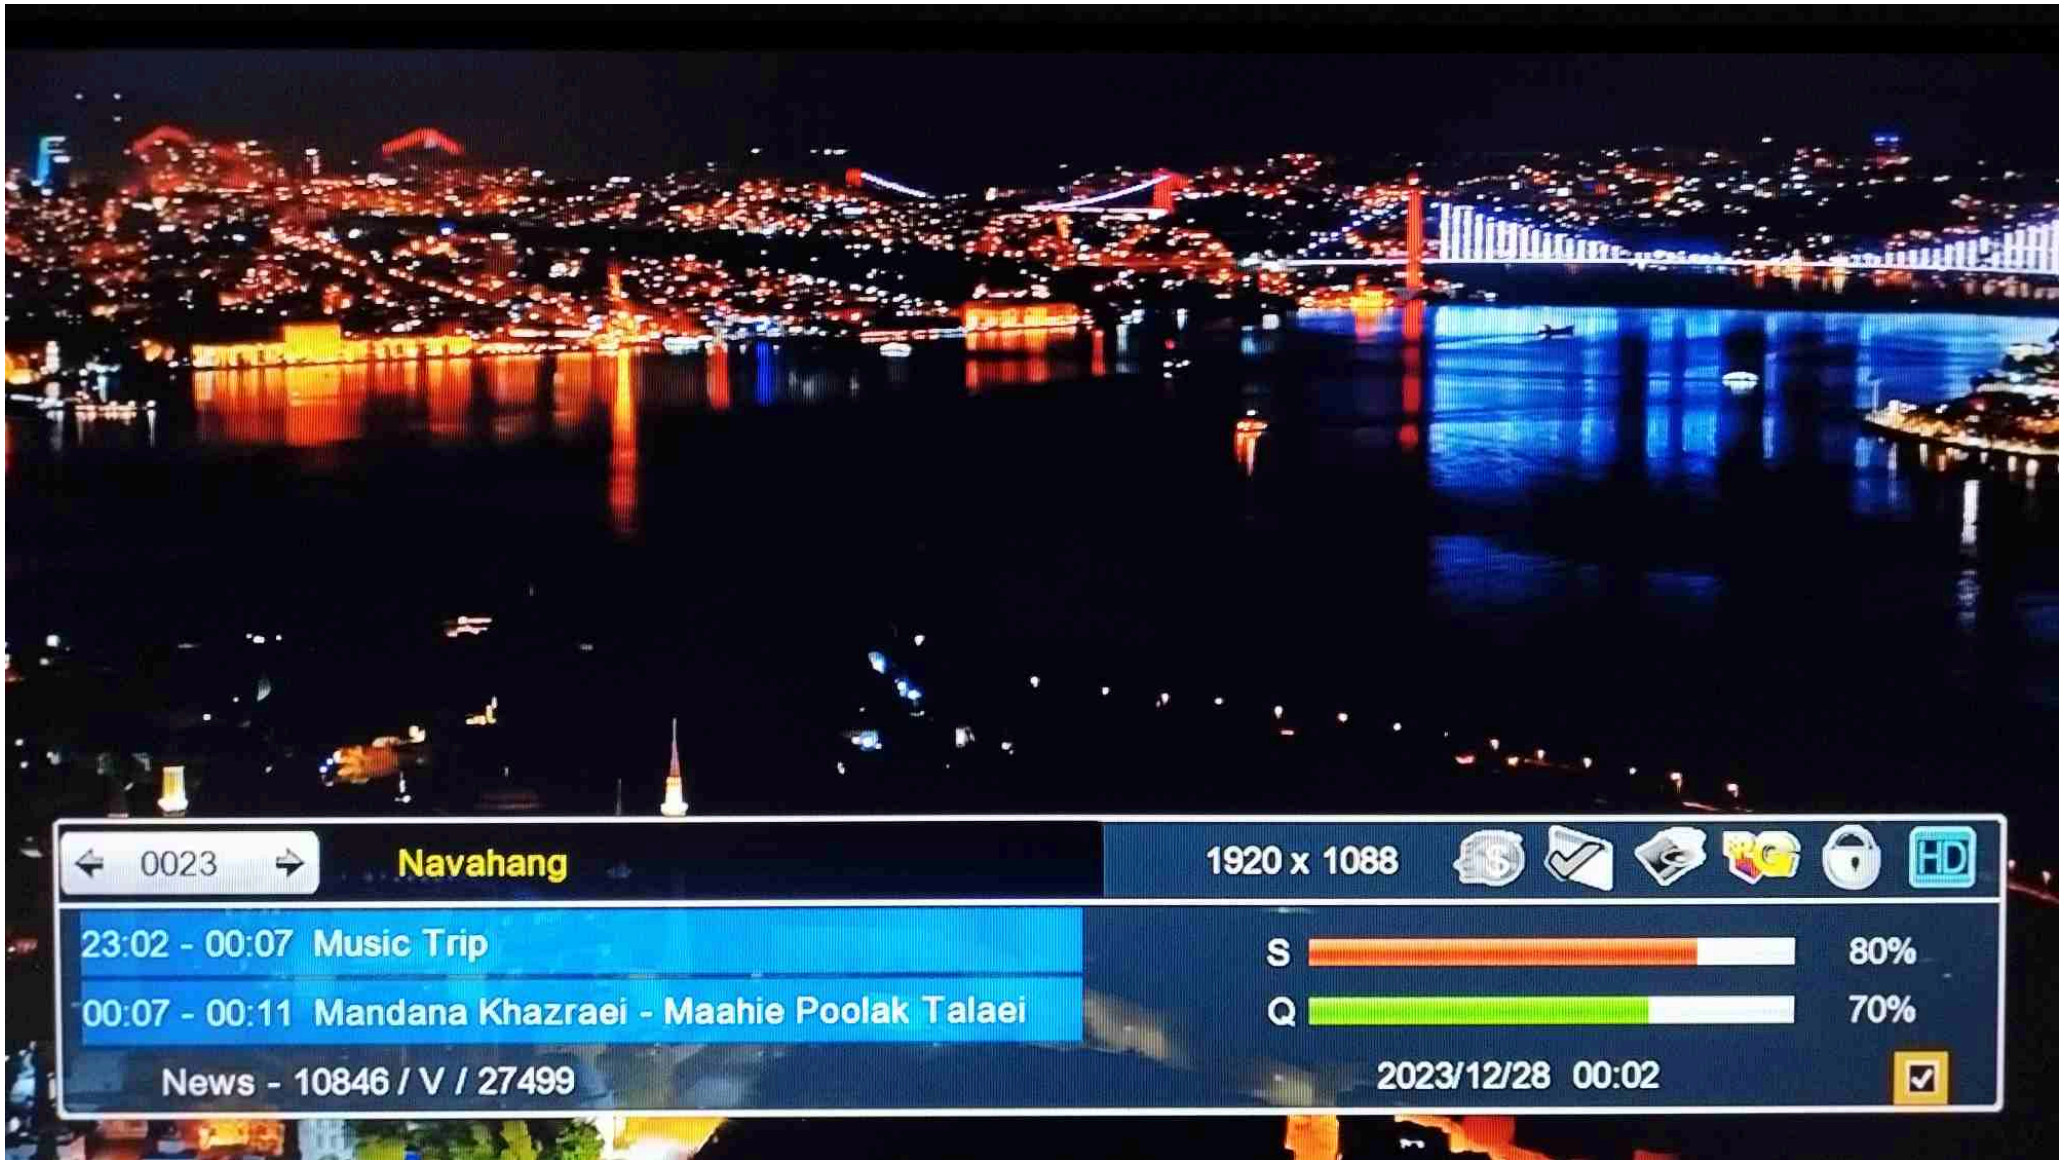 0023
Navahang
1920 x 1088
HD
23:02 - 00:07 Music Trip
00:07 - 00:11 Mandana Khazraei - Maahie Poolak Talaei
S 80%
Q 70%
News - 10846 / V / 27499
2023/12/28 00:02